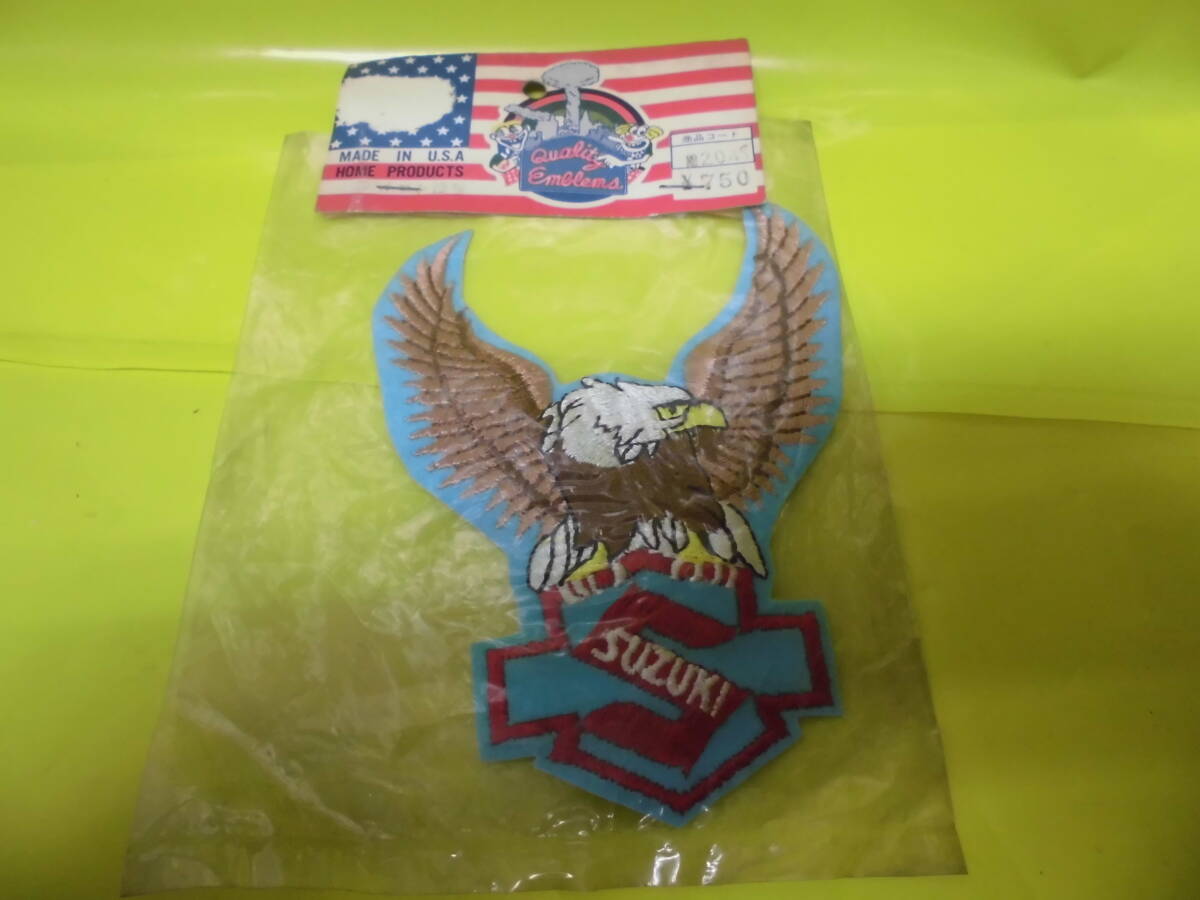 MADE IN U.S.A
HOME PRODUCTS
Quality
Emblems
商品コード
¥750
SUZUKI